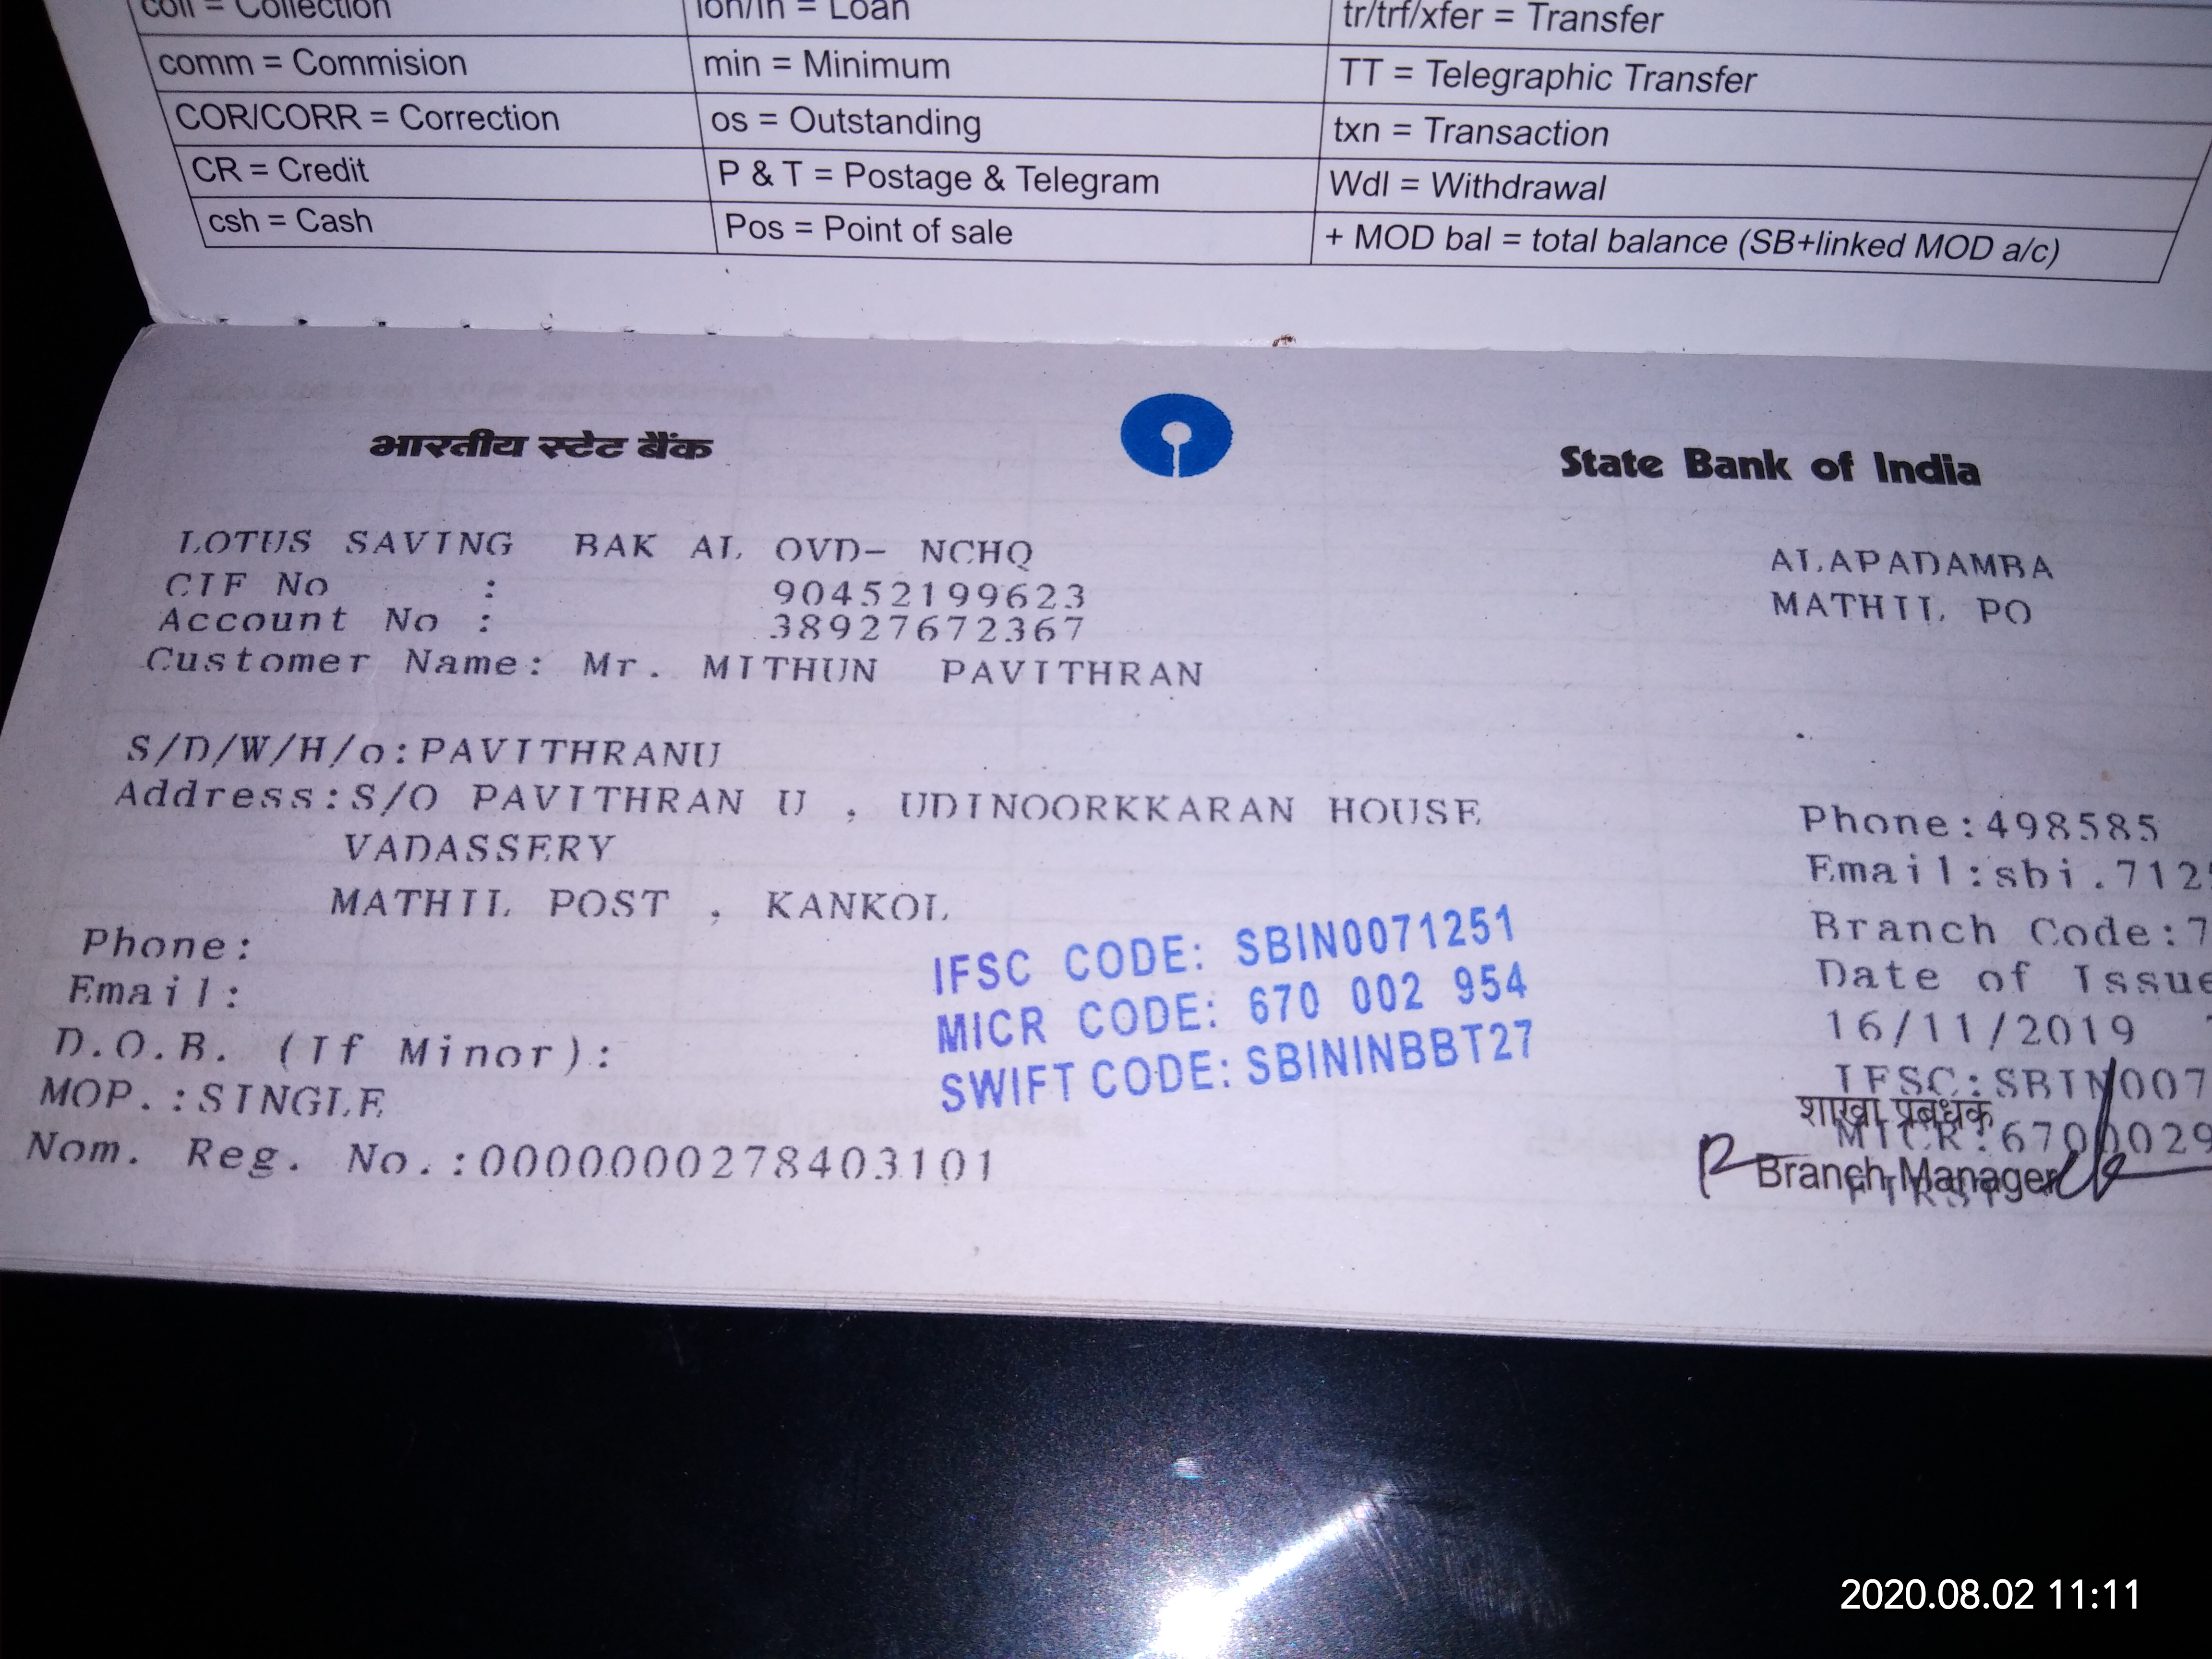 coll = Collection lon/ln = Loan tr/trf/xfer = Transfer
comm = Commision min = Minimum TT = Telegraphic Transfer
COR/CORR = Correction os = Outstanding txn = Transaction
CR = Credit P & T = Postage & Telegram Wdl = Withdrawal
csh = Cash Pos = Point of sale + MOD bal = total balance (SB+linked MOD a/c)
भारतीय स्टेट बैंक State Bank of India
LOTUS SAVING BAK AL OVD- NCHQ ALAPADAMBA
CIF No : 90452199623 MATHIL PO
Account No : 38927672367
Customer Name: Mr. MITHUN PAVITHRAN
S/D/W/H/o:PAVITHRANU
Address:S/O PAVITHRAN U , UDINOORKKARAN HOUSE Phone:498585
VADASSERY Email:sbi.712
MATHIL POST , KANKOL Branch Code:7
Phone: IFSC CODE: SBIN0071251 Date of Issue
Email: MICR CODE: 670 002 954 16/11/2019
D.O.B. (If Minor): SWIFT CODE: SBININBBT27 IFSC:SBIN007
MOP.:SINGLE शाखा प्रबंधक
MICR:6700029
Nom. Reg. No.:0000000278403101 Branch Manager
FIRST
2020.08.02 11:11